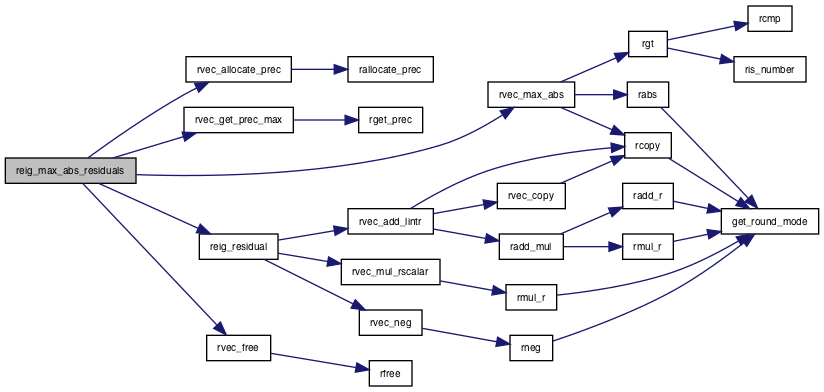 reig_max_abs_residuals
rvec_allocate_prec
rallocate_prec
rvec_get_prec_max
rget_prec
rvec_max_abs
rgt
rcmp
ris_number
rabs
rcopy
reig_residual
rvec_add_lintr
rvec_copy
radd_mul
radd_r
rmul_r
get_round_mode
rvec_mul_rscalar
rmul_r
rvec_neg
rneg
rvec_free
rfree